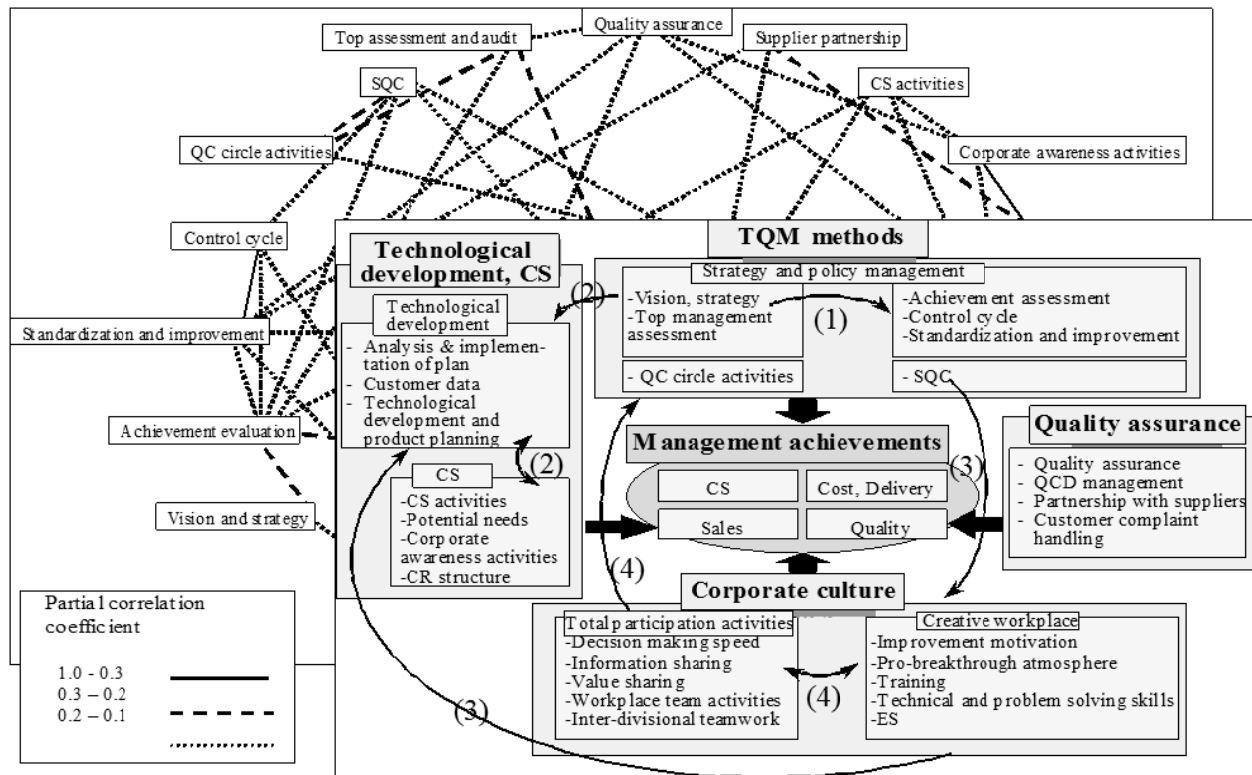 Quality assurance
Top assessment and audit
Supplier partnership
SQC
CS activities
QC circle activities
Corporate awareness activities
Control cycle
Standardization and improvement
Achievement evaluation
Vision and strategy
Partial correlation
coefficient
1.0 - 0.3
0.3 – 0.2
0.2 – 0.1
Technological
development, CS
Technological
development
- Analysis & implemen-
tation of plan
- Customer data
- Technological
development and
product planning
(2)
(2)
CS
-CS activities
-Potential needs
-Corporate
awareness activities
-CR structure
TQM methods
Strategy and policy management
-Vision, strategy
-Top management
assessment
(1)
-Achievement assessment
-Control cycle
-Standardization and improvement
- QC circle activities
- SQC
Management achievements
(3)
CS
Cost, Delivery
Sales
Quality
Quality assurance
- Quality assurance
- QCD management
- Partnership with suppliers
- Customer complaint
handling
(4)
Corporate culture
Total participation activities
-Decision making speed
-Information sharing
-Value sharing
-Workplace team activities
-Inter-divisional teamwork
(4)
Creative workplace
-Improvement motivation
-Pro-breakthrough atmosphere
-Training
-Technical and problem solving skills
-ES
(3)